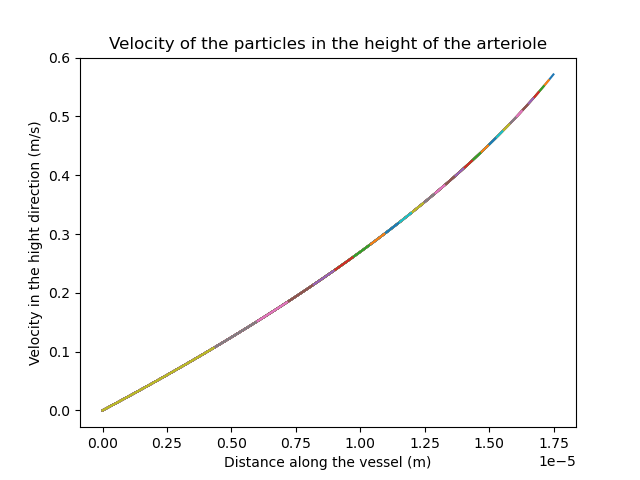 Velocity of the particles in the height of the arteriole
Velocity in the hight direction (m/s)
0.6
0.5
0.4
0.3
0.2
0.1
0.0
0.00 0.25 0.50 0.75 1.00 1.25 1.50 1.75
1e−5
Distance along the vessel (m)